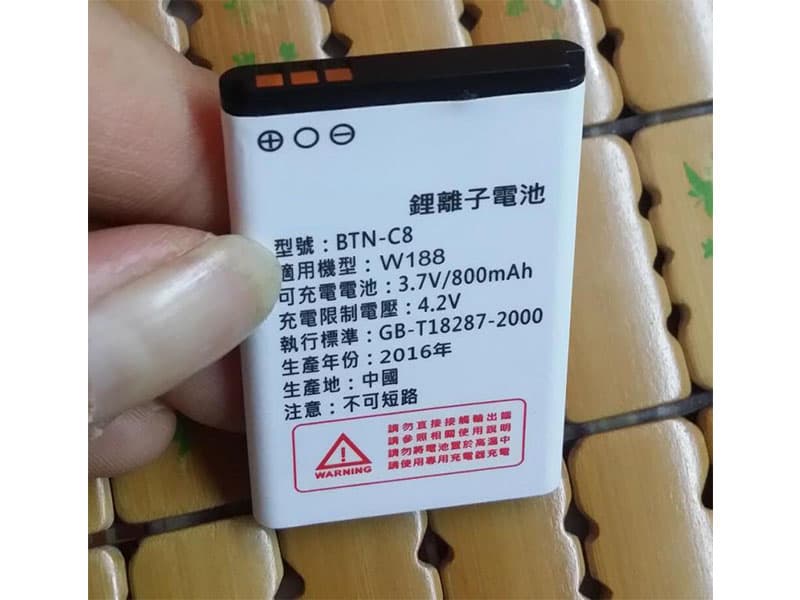 ⊕ ○ ⊖
鋰離子電池
型號：BTN-C8
適用機型：W188
可充電電池：3.7V/800mAh
充電限制電壓：4.2V
執行標準：GB-T18287-2000
生產年份：2016年
生產地：中國
注意：不可短路
請勿直接接觸輸出端
請參照相關使用說明
請勿將電池置於高溫中
請使用專用充電器充電
WARNING